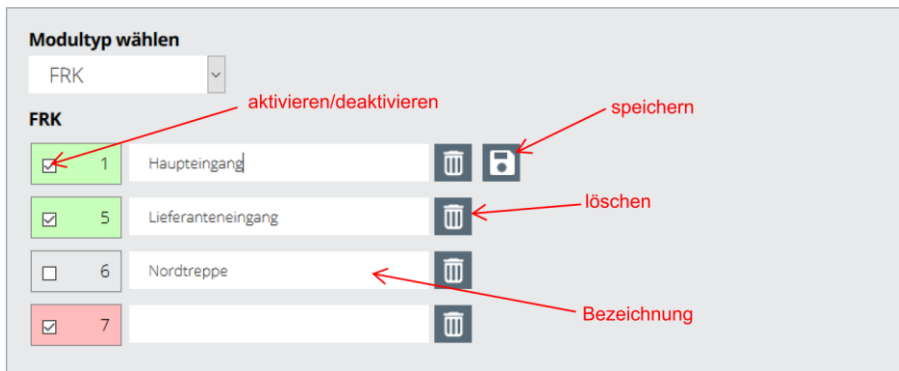 Modultyp wählen
FRK
aktivieren/deaktivieren
speichern
FRK
1 Haupteingang
löschen
5 Lieferanteneingang
6 Nordtreppe
Bezeichnung
7